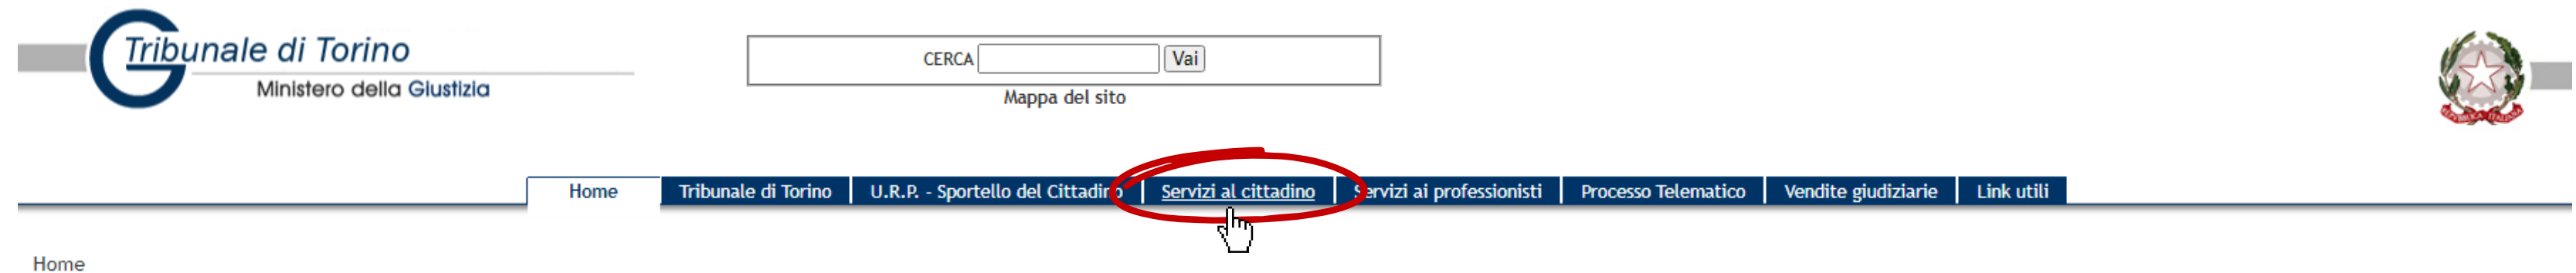 Tribunale di Torino
Ministero della Giustizia
CERCA Vai
Mappa del sito
Home Tribunale di Torino U.R.P. - Sportello del Cittadino Servizi al cittadino Servizi ai professionisti Processo Telematico Vendite giudiziarie Link utili
Home